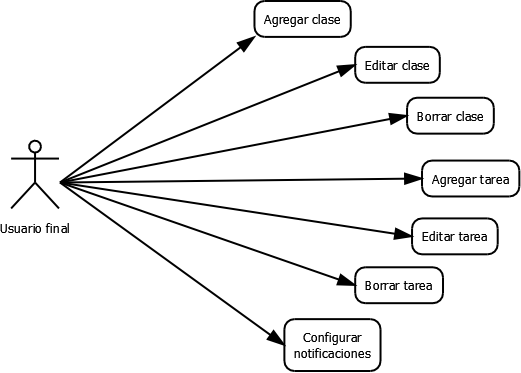 Agregar clase
Editar clase
Borrar clase
Agregar tarea
Usuario final
Editar tarea
Borrar tarea
Configurar
notificaciones